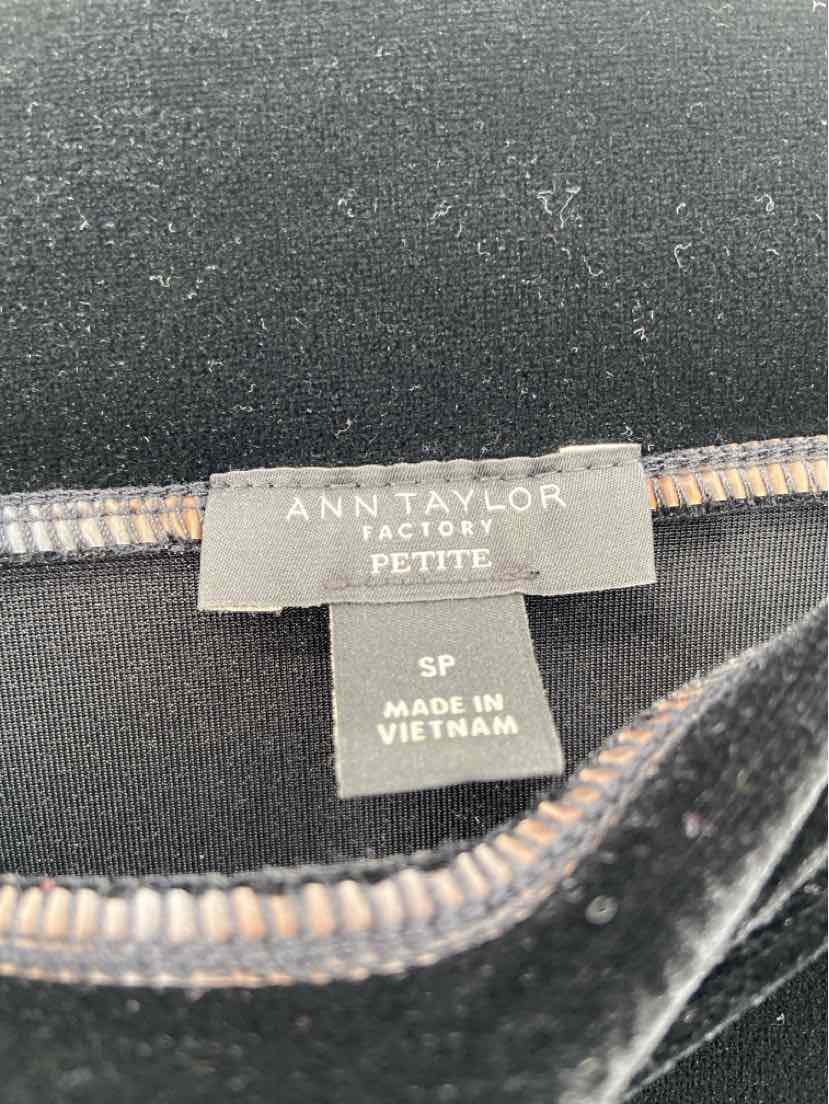 ANN TAYLOR
FACTORY
PETITE
SP
MADE IN
VIETNAM